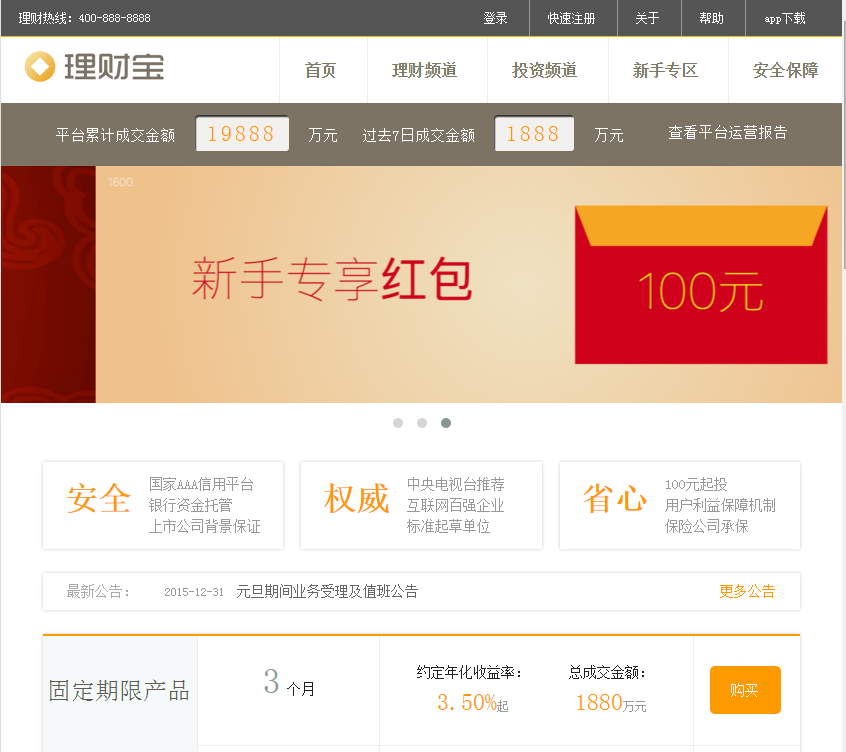 理财热线：400-888-8888 登录 快速注册 关于 帮助 app下载
理财宝 首页 理财频道 投资频道 新手专区 安全保障
平台累计成交金额 19888 万元 过去7日成交金额 1888 万元 查看平台运营报告
1600
新手专享红包
100元
安全
国家AAA信用平台
银行资金托管
上市公司背景保证
权威
中央电视台推荐
互联网百强企业
标准起草单位
省心
100元起投
用户利益保障机制
保险公司承保
最新公告： 2015-12-31 元旦期间业务受理及值班公告 更多公告
固定期限产品
3 个月
约定年化收益率：
3.50%起
总成交金额：
1880万元
购买